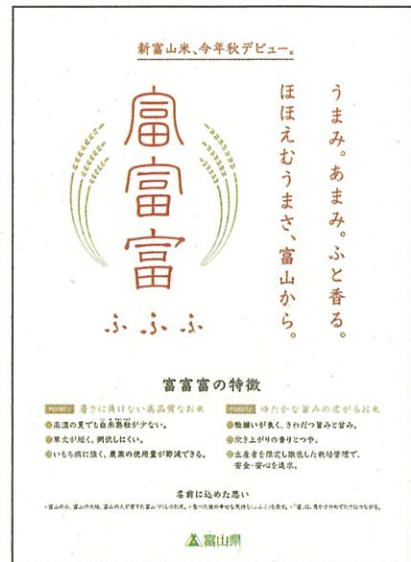 新富山米、今年秋デビュー。
うまみ。あまみ。ふと香る。
ほほえむうまさ、富山から。
富富富
ふふふ
富富富の特徴
暑さに負けない高品質なお米
●高温の夏でも白未熟粒が少ない。
●草丈が短く、倒伏しにくい。
●いもち病に強く、農薬の使用量が節減できる。
ゆたかな旨みの広がるお米
●粒揃いが良く、きわだつ旨みと甘み。
●炊き上がりの香りとつや。
●生産者を限定し徹底した栽培管理で、
安全・安心を追求。
名前に込めた思い
富山県